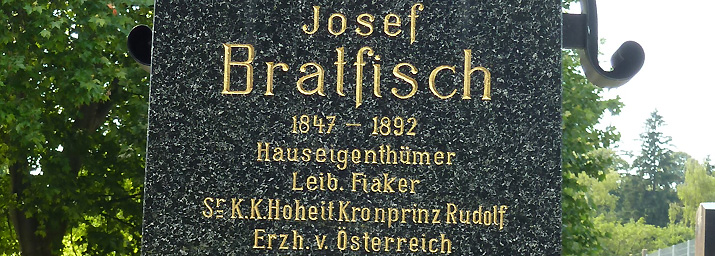 Josef
Bratfisch
1847 – 1892
Hauseigenthümer
Leib. Fiaker
Sr K.K. Hoheit Kronprinz Rudolf
Erzh. v. Österreich